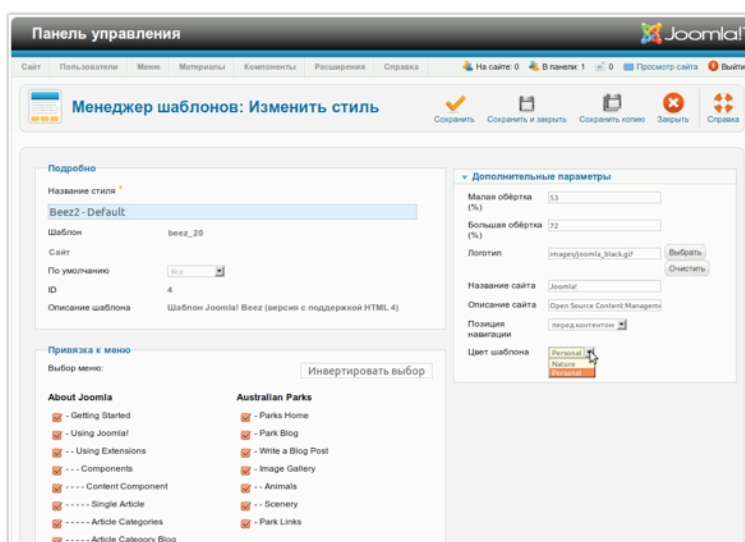 Панель управления
Joomla!
Сайт Пользователи Меню Материалы Компоненты Расширения Справка На сайте: 0 В панели: 1 0 Просмотр сайта Выйти
Менеджер шаблонов: Изменить стиль
Сохранить Сохранить и закрыть Сохранить копию Закрыть Справка
Подробно
Название стиля *
Beez2 - Default
Шаблон beez_20
Сайт
По умолчанию Все
ID 4
Описание шаблона Шаблон Joomla! Beez (версия с поддержкой HTML 4)
Привязка к меню
Выбор меню: Инвертировать выбор
About Joomla
- Getting Started
- Using Joomla!
- - Using Extensions
- - - Components
- - - - Content Component
- - - - - Single Article
- - - - - Article Categories
- - - - - Article Category Blog
Australian Parks
- Parks Home
- Park Blog
- Write a Blog Post
- Image Gallery
- - Animals
- - Scenery
- Park Links
Дополнительные параметры
Малая обёртка (%) 53
Большая обёртка (%) 72
Логотип images/joomla_black.gif Выбрать
Очистить
Название сайта Joomla!
Описание сайта Open Source Content Manageme
Позиция навигации перед контентом
Цвет шаблона Personal
Nature
Personal